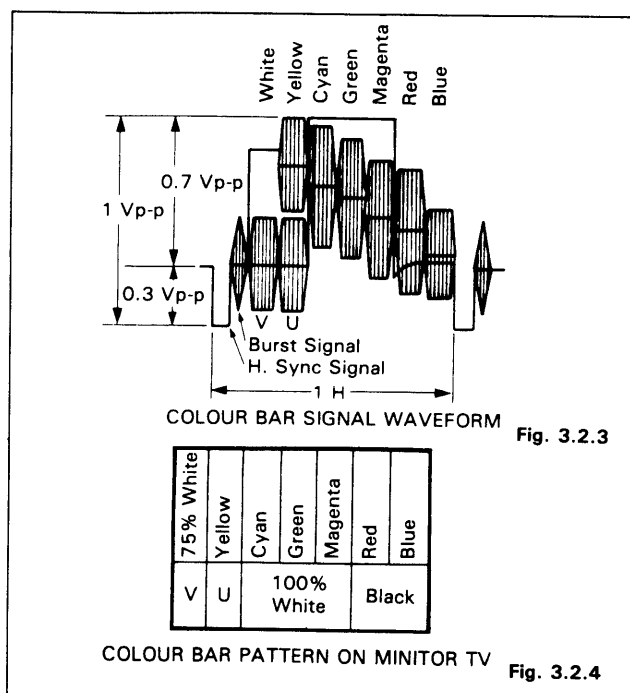 White
Yellow
Cyan
Green
Magenta
Red
Blue
0.7 Vp-p
1 Vp-p
0.3 Vp-p
V
U
Burst Signal
H. Sync Signal
1 H
COLOUR BAR SIGNAL WAVEFORM
Fig. 3.2.3
75% White
Yellow
Cyan
Green
Magenta
Red
Blue
V
U
100%
White
Black
COLOUR BAR PATTERN ON MINITOR TV
Fig. 3.2.4